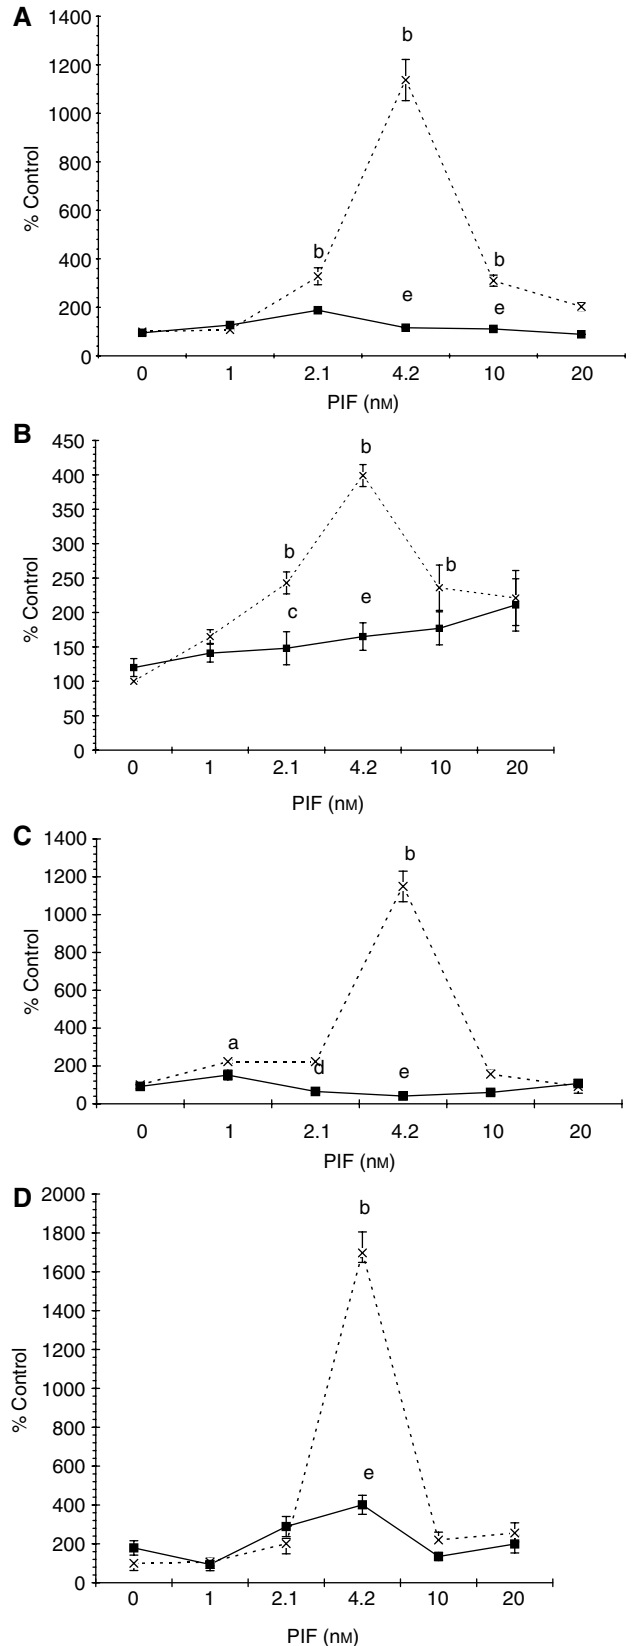 A
1400
1200
1000
800
600
400
200
0
% Control
b
b
b
e
e
0 1 2.1 4.2 10 20
PIF (nM)
B
450
400
350
300
250
200
150
100
50
0
% Control
b
b
b
c
e
0 1 2.1 4.2 10 20
PIF (nM)
C
1400
1200
1000
800
600
400
200
0
% Control
b
a
d
e
0 1 2.1 4.2 10 20
PIF (nM)
D
2000
1800
1600
1400
1200
1000
800
600
400
200
0
% Control
b
e
0 1 2.1 4.2 10 20
PIF (nM)